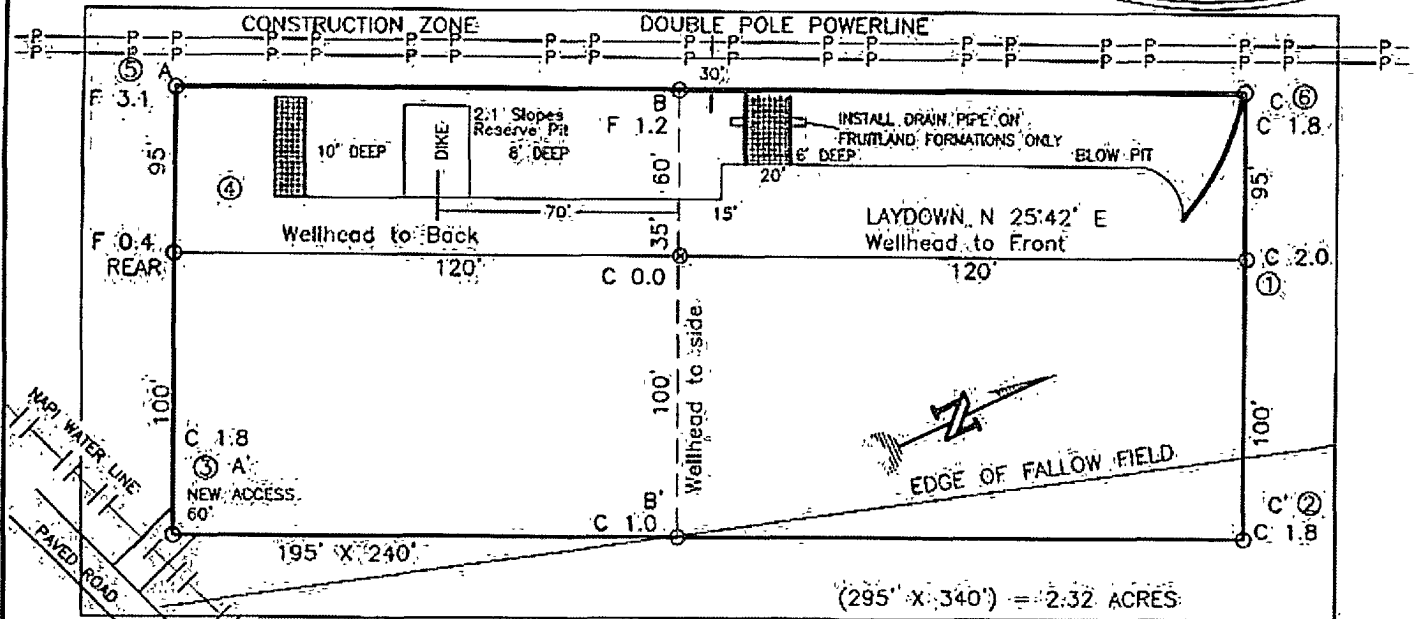 CONSTRUCTION ZONE DOUBLE POLE POWERLINE
P P P P P P P P P P P P P P P P P P P P
P P P P P P P P P P P P P P P P P P P P
⑤ A
30'
F 3.1
B
F 1.2
C ⑥
C 1.8
2:1 Slopes
Reserve Pit
8' DEEP
10' DEEP
DIKE
INSTALL DRAIN PIPE ON
FRUITLAND FORMATIONS ONLY
6' DEEP
BLOW PIT
95'
60'
20'
95'
④
70'
15'
LAYDOWN N 25°42' E
Wellhead to Front
Wellhead to Back
35'
F 0.4
REAR
120'
C 0.0
120'
C 2.0
①
100'
100'
Wellhead to side
100'
N
NAPI WATER LINE
C 1.8
③ A'
NEW ACCESS
60'
EDGE OF FALLOW FIELD
B'
C 1.0
C' ②
C 1.8
PAVED ROAD
195' X 240'
(295' X 340') = 2.32 ACRES